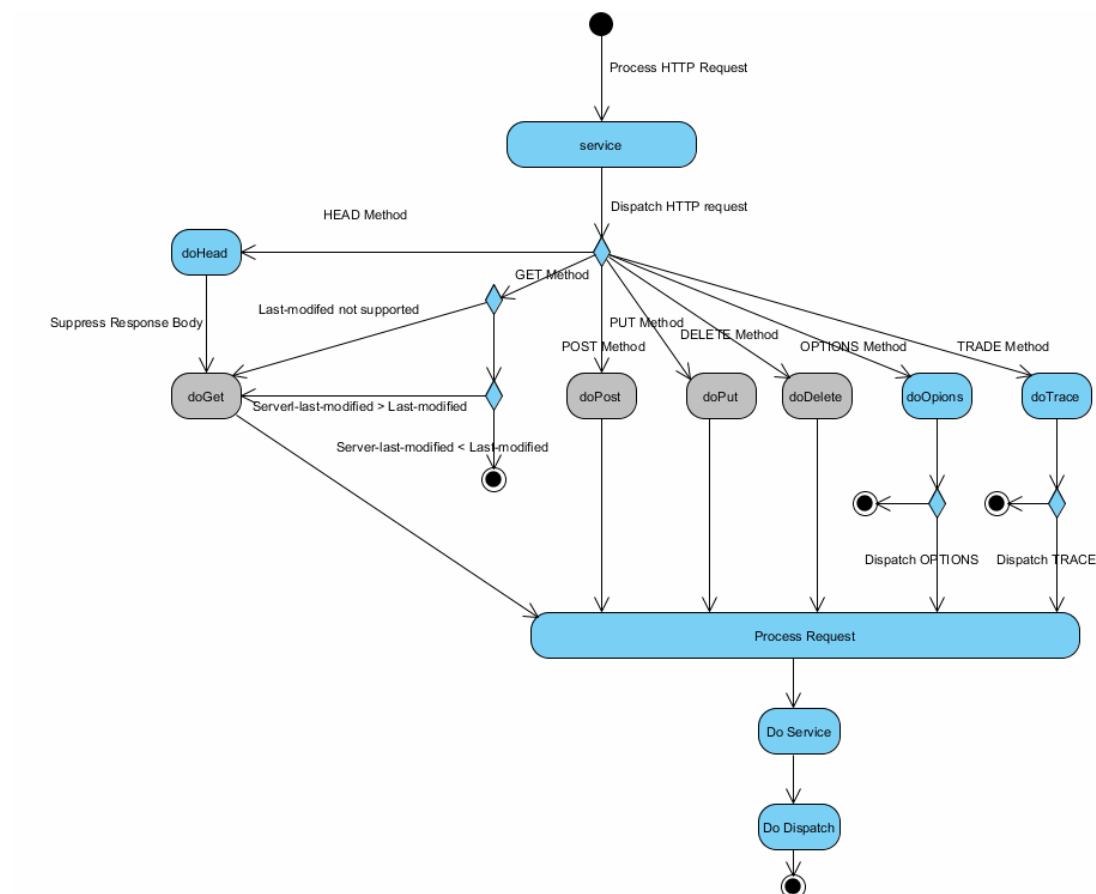 Process HTTP Request
service
Dispatch HTTP request
HEAD Method
doHead
GET Method
Last-modifed not supported
Suppress Response Body
PUT Method
DELETE Method
POST Method
OPTIONS Method
TRADE Method
doGet
Serverl-last-modified > Last-modified
doPost
doPut
doDelete
doOpions
doTrace
Server-last-modified < Last-modified
Dispatch OPTIONS
Dispatch TRACE
Process Request
Do Service
Do Dispatch